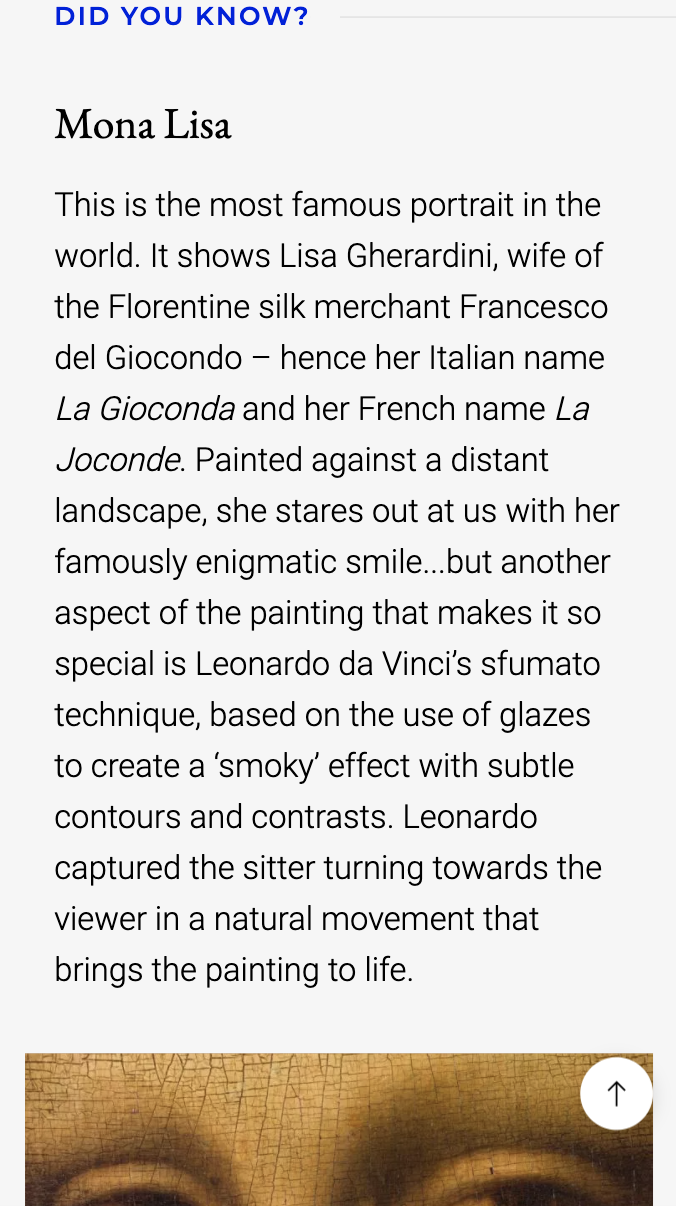 DID YOU KNOW?
Mona Lisa
This is the most famous portrait in the
world. It shows Lisa Gherardini, wife of
the Florentine silk merchant Francesco
del Giocondo – hence her Italian name
La Gioconda and her French name La
Joconde. Painted against a distant
landscape, she stares out at us with her
famously enigmatic smile...but another
aspect of the painting that makes it so
special is Leonardo da Vinci’s sfumato
technique, based on the use of glazes
to create a ‘smoky’ effect with subtle
contours and contrasts. Leonardo
captured the sitter turning towards the
viewer in a natural movement that
brings the painting to life.